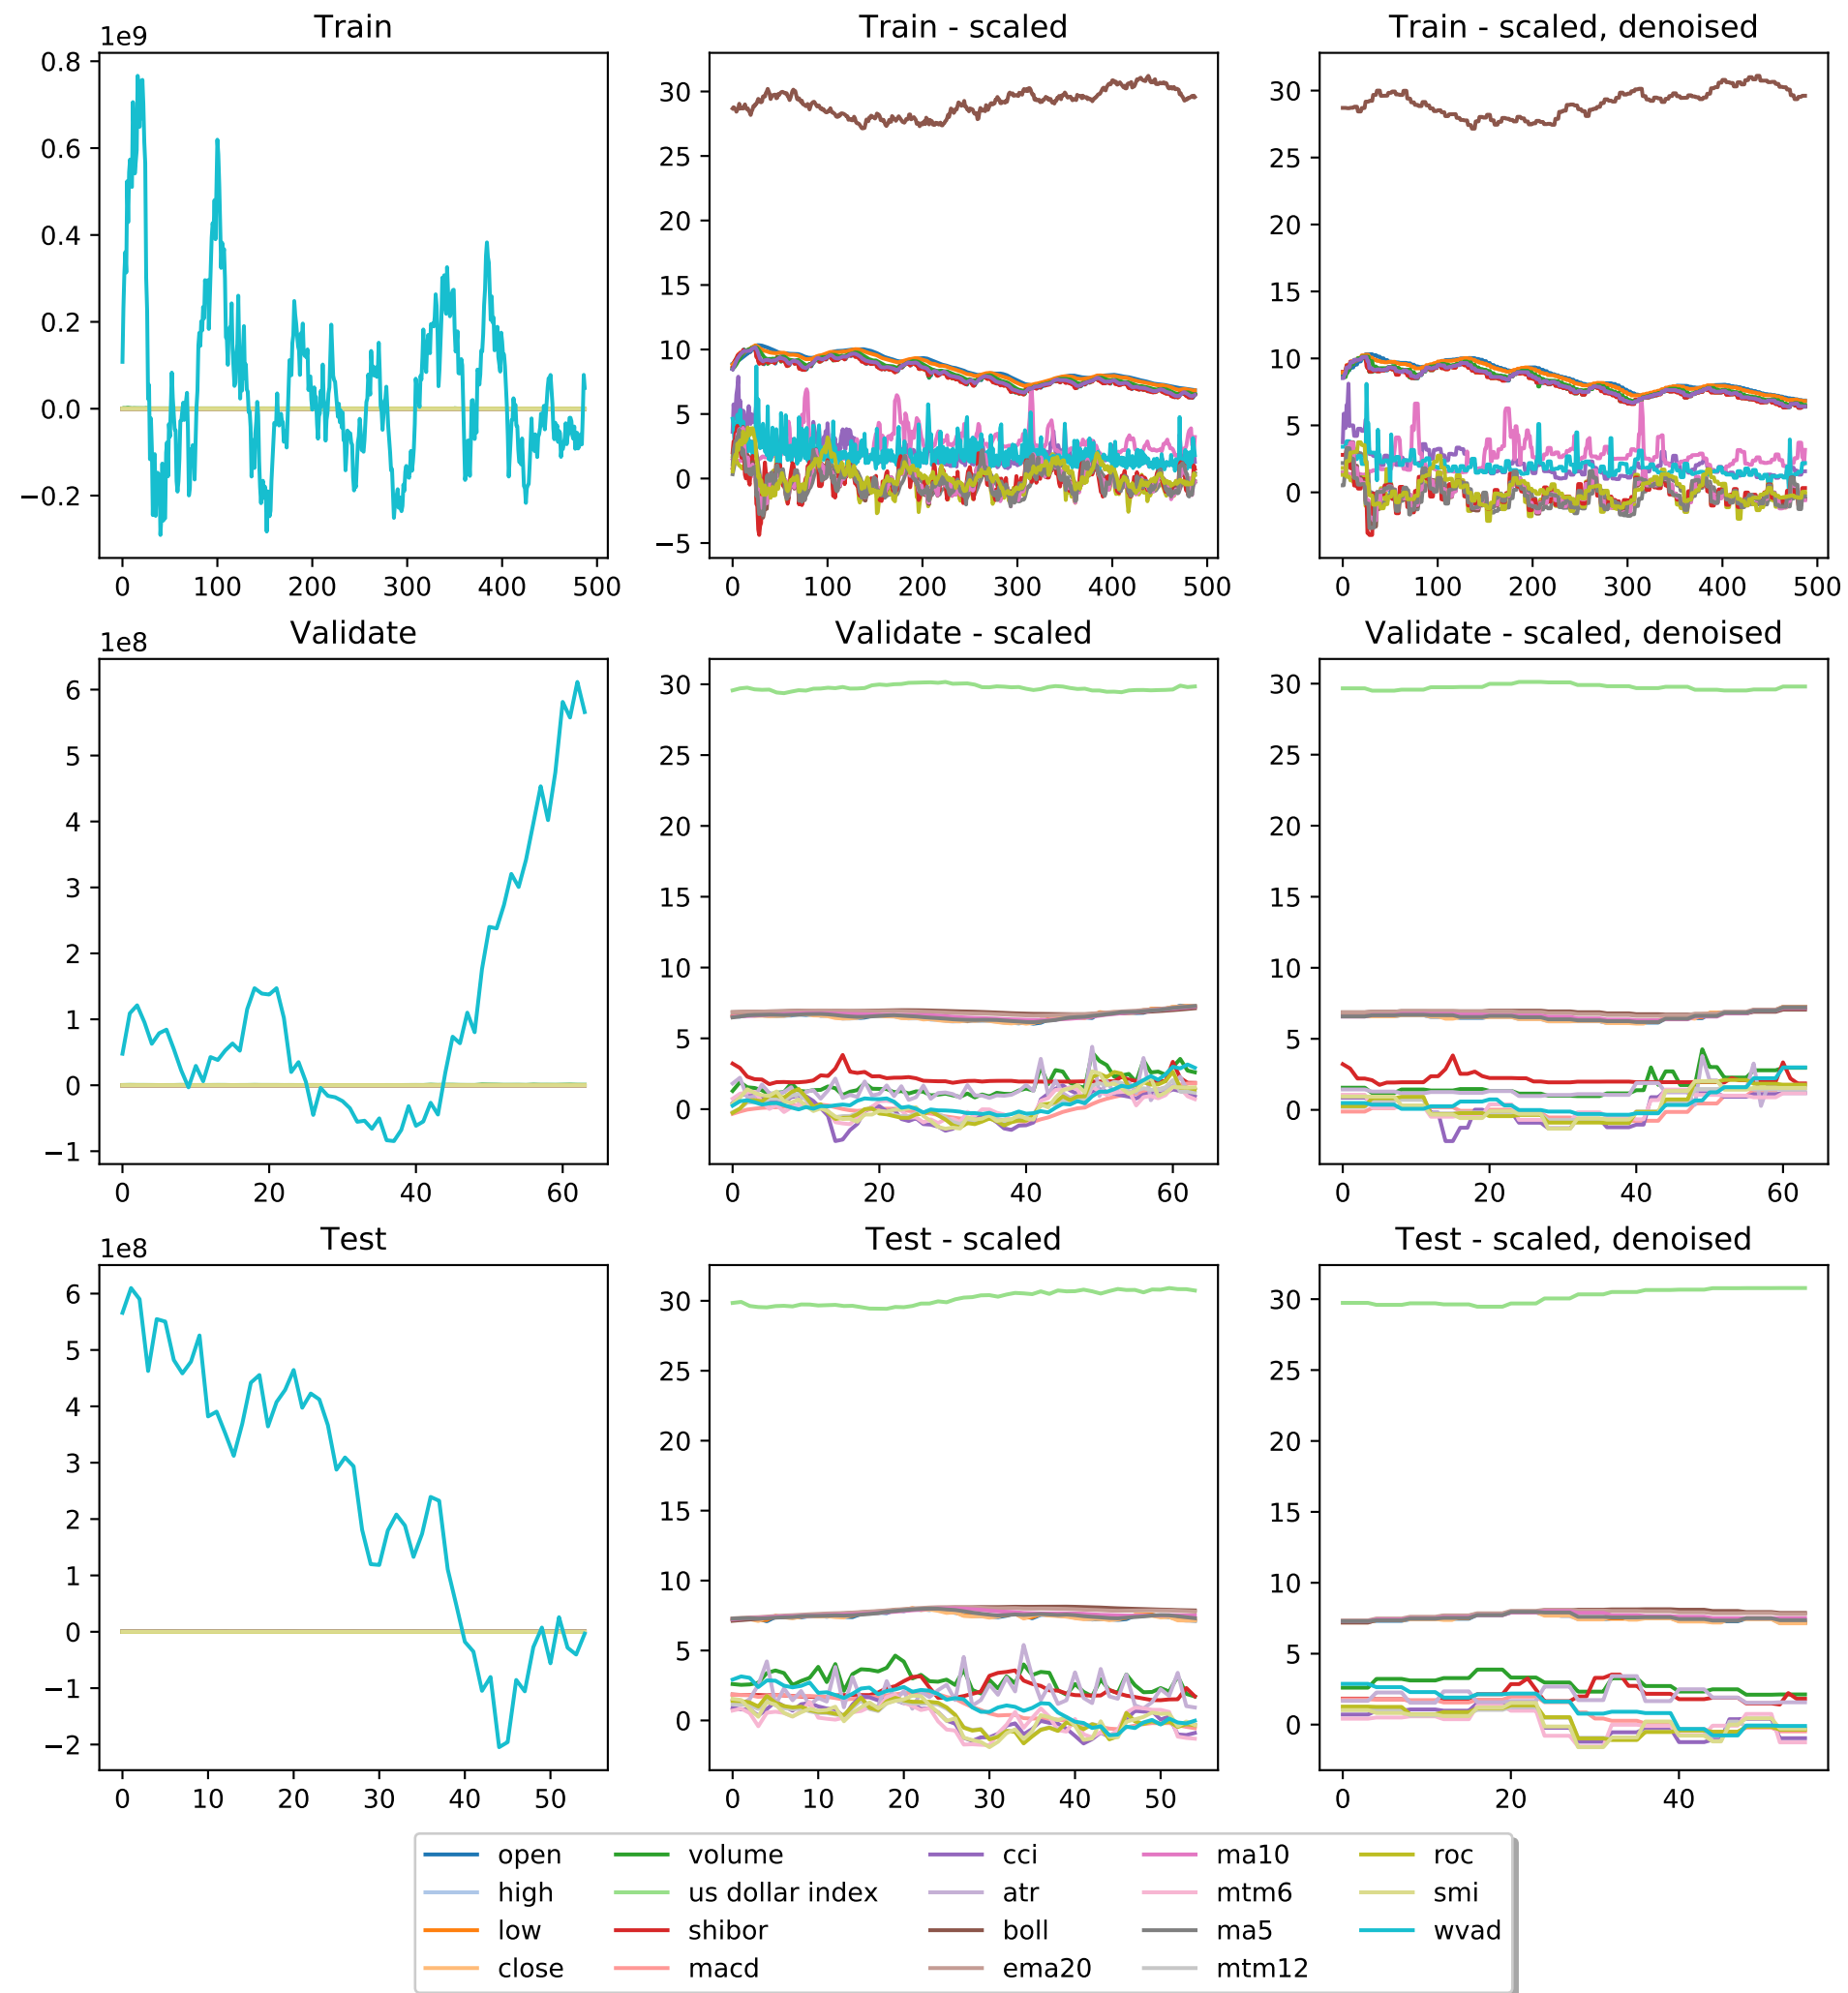 Train
Train - scaled
Train - scaled, denoised
1e9
0.8
0.6
0.4
0.2
0.0
−0.2
0 100 200 300 400 500
30
25
20
15
10
5
0
−5
0 100 200 300 400 500
30
25
20
15
10
5
0
0 100 200 300 400 500
Validate
Validate - scaled
Validate - scaled, denoised
1e8
6
5
4
3
2
1
0
−1
0 20 40 60
30
25
20
15
10
5
0
0 20 40 60
30
25
20
15
10
5
0
0 20 40 60
Test
Test - scaled
Test - scaled, denoised
1e8
6
5
4
3
2
1
0
−1
−2
0 10 20 30 40 50
30
25
20
15
10
5
0
0 10 20 30 40 50
30
25
20
15
10
5
0
0 20 40
open
high
low
close
volume
us dollar index
shibor
macd
cci
atr
boll
ema20
ma10
mtm6
ma5
mtm12
roc
smi
wvad